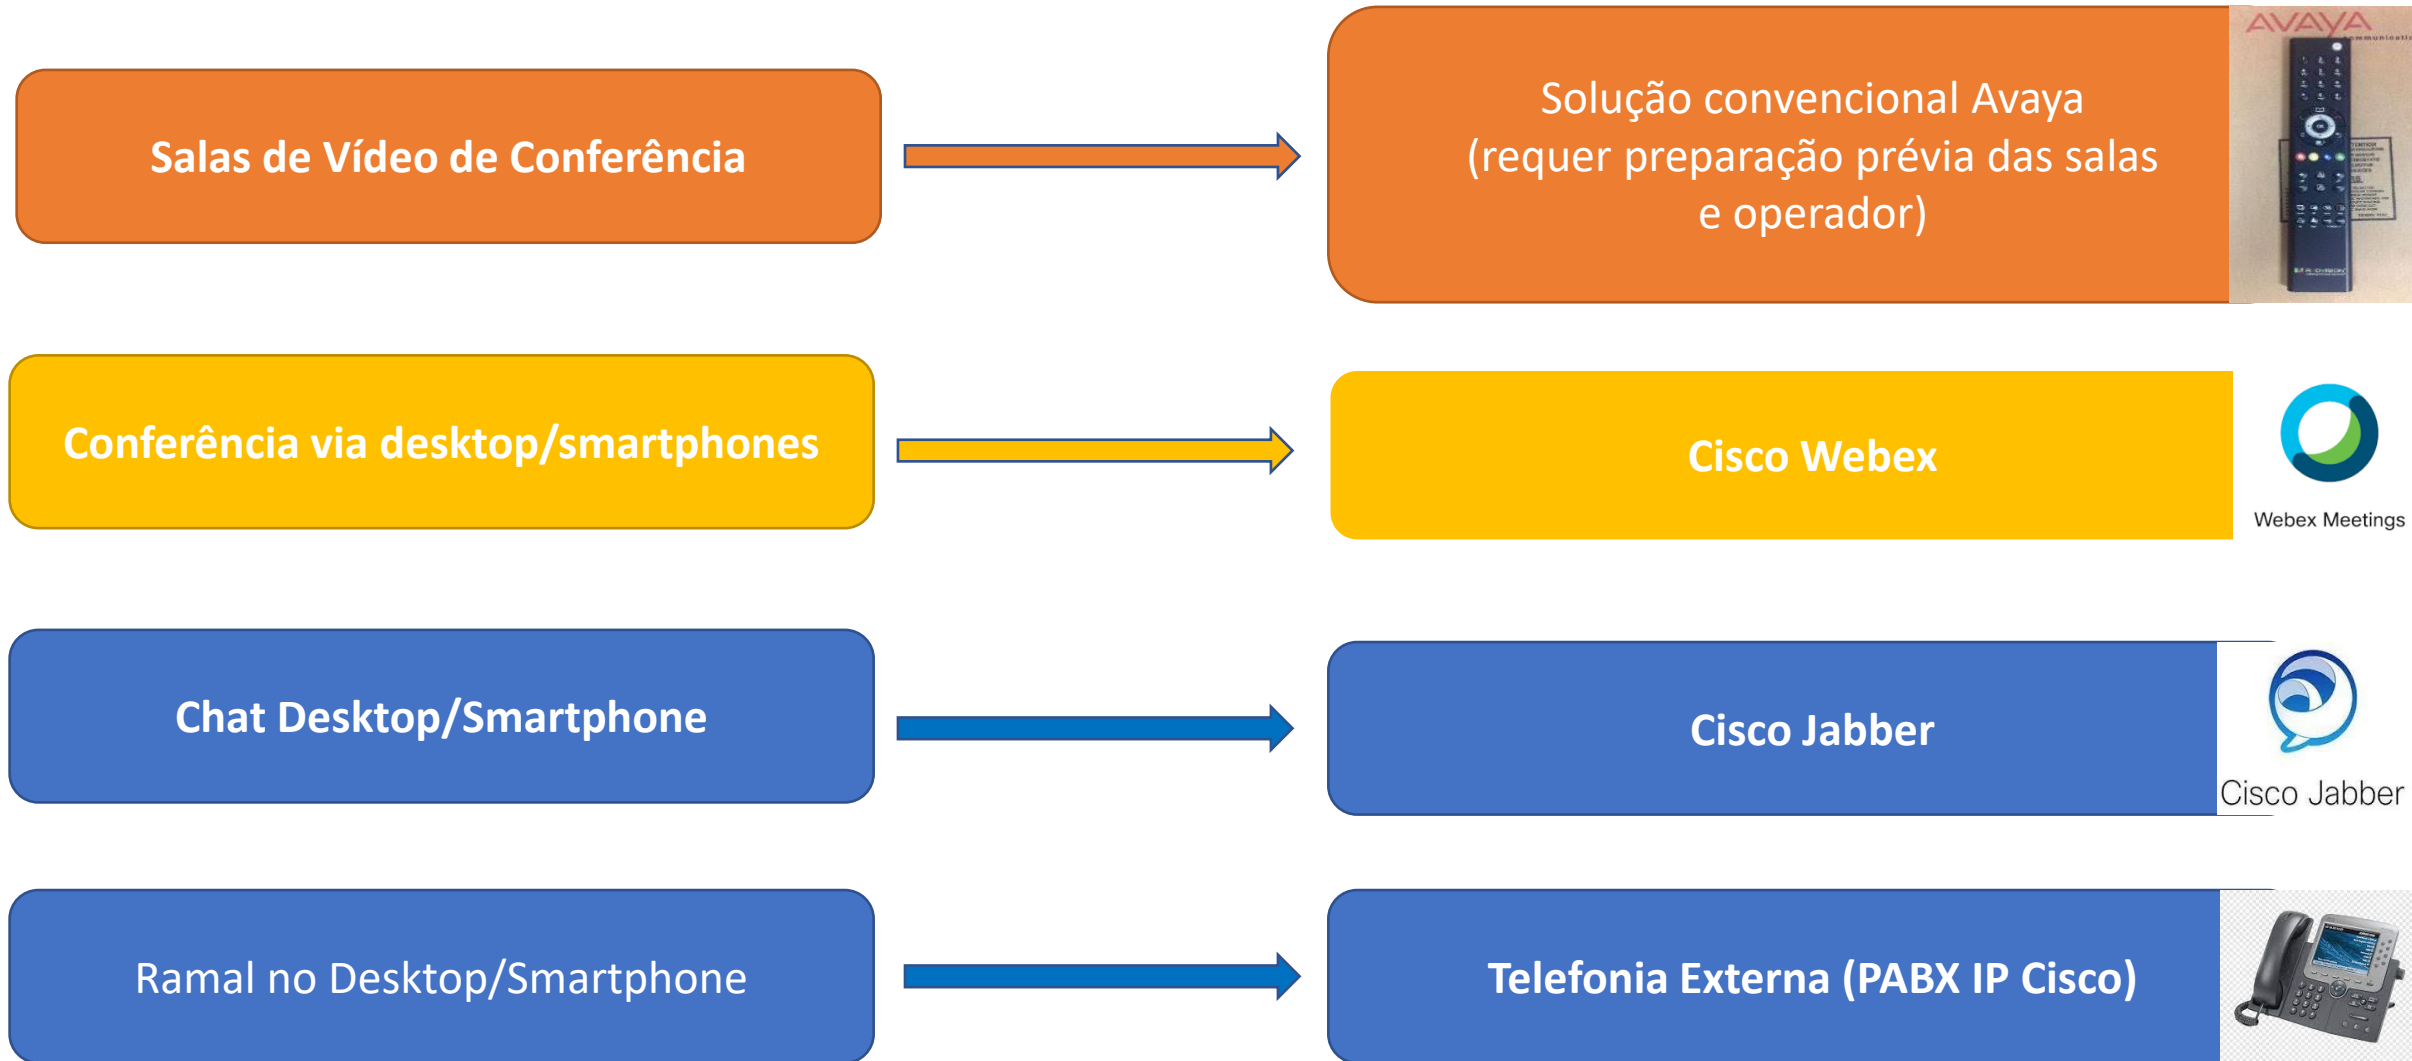 Salas de Vídeo de Conferência
Solução convencional Avaya
(requer preparação prévia das salas
e operador)
AVAYA
Conferência via desktop/smartphones
Cisco Webex
Webex Meetings
Chat Desktop/Smartphone
Cisco Jabber
Cisco Jabber
Ramal no Desktop/Smartphone
Telefonia Externa (PABX IP Cisco)